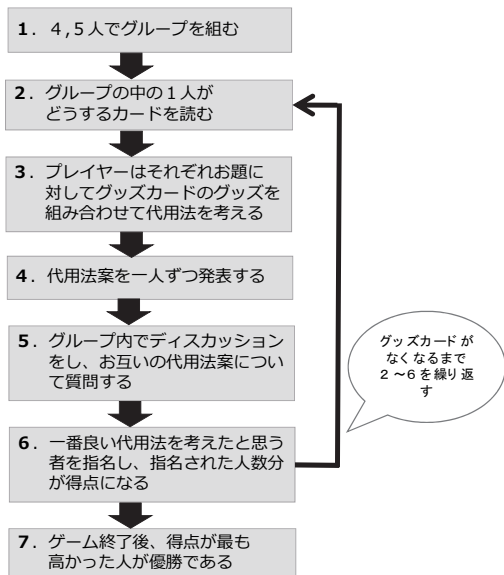 1. 4,5人でグループを組む
2. グループの中の1人が
どうするカードを読む
3. プレイヤーはそれぞれお題に
対してグッズカードのグッズを
組み合わせて代用法を考える
4. 代用法案を一人ずつ発表する
5. グループ内でディスカッション
をし、お互いの代用法案につい
て質問する
6. 一番良い代用法を考えたと思う
者を指名し、指名された人数分
が得点になる
7. ゲーム終了後、得点が最も
高かった人が優勝である
グッズカードが
なくなるまで
2~6を繰り返
す